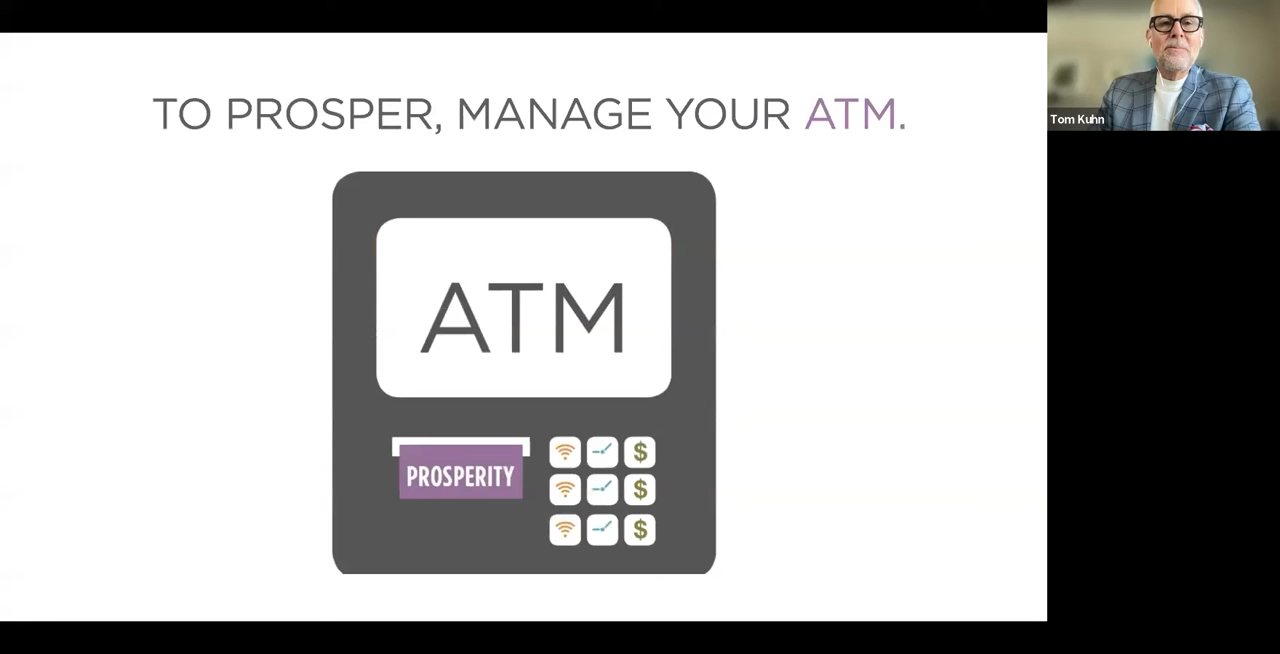 TO PROSPER, MANAGE YOUR ATM.
Tom Kuhn
ATM
PROSPERITY
$
$
$